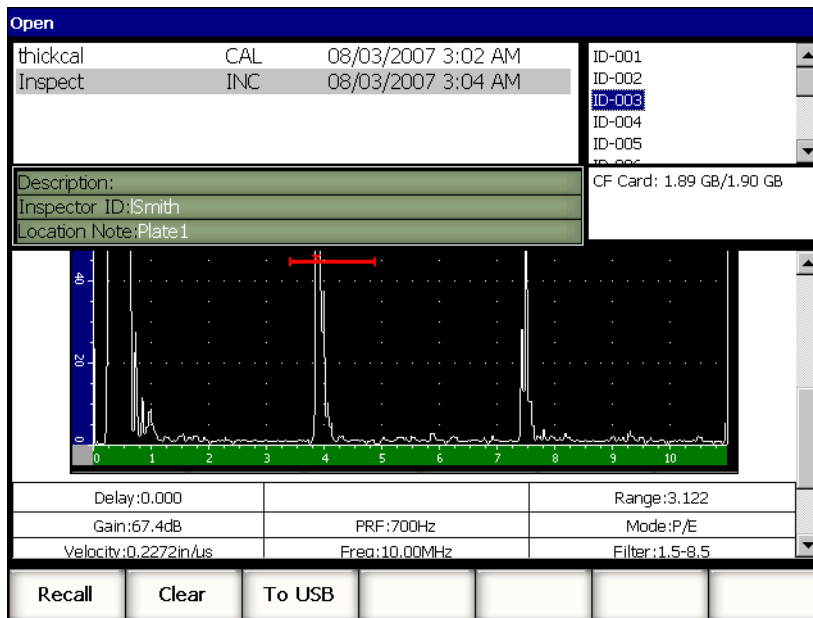 Open
thickcal CAL 08/03/2007 3:02 AM
Inspect INC 08/03/2007 3:04 AM
ID-001
ID-002
ID-003
ID-004
ID-005
Description:
Inspector ID:JSmith
Location Note:Plate1
CF Card: 1.89 GB/1.90 GB
40
20
0
0 1 2 3 4 5 6 7 8 9 10
Delay:0.000 Range:3.122
Gain:67.4dB PRF:700Hz Mode:P/E
Velocity:0.2272in/us Freq:10.00MHz Filter:1.5-8.5
Recall Clear To USB